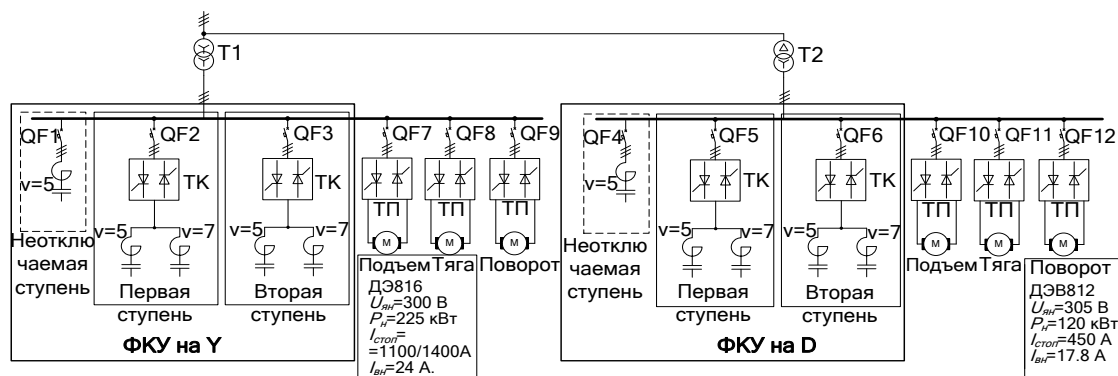 T1
T2
QF1
QF2
QF3
QF7
QF8
QF9
QF4
QF5
QF6
QF10
QF11
QF12
v=5
ТК
ТК
v=5
ТК
ТК
ТП
ТП
ТП
ТП
ТП
ТП
v=5
v=7
v=5
v=7
v=5
v=7
v=5
v=7
М
М
М
М
М
М
Неотклю
чаемая
ступень
Первая
ступень
Вторая
ступень
ФКУ на Y
Подъем
Тяга
Поворот
ДЭ816
Uян=300 В
Pн=225 кВт
Iстоп=
=1100/1400А
Iвн=24 А.
Неотклю
чаемая
ступень
Первая
ступень
Вторая
ступень
ФКУ на D
Подъем
Тяга
Поворот
ДЭВ812
Uян=305 В
Pн=120 кВт
Iстоп=450 А
Iвн=17.8 А